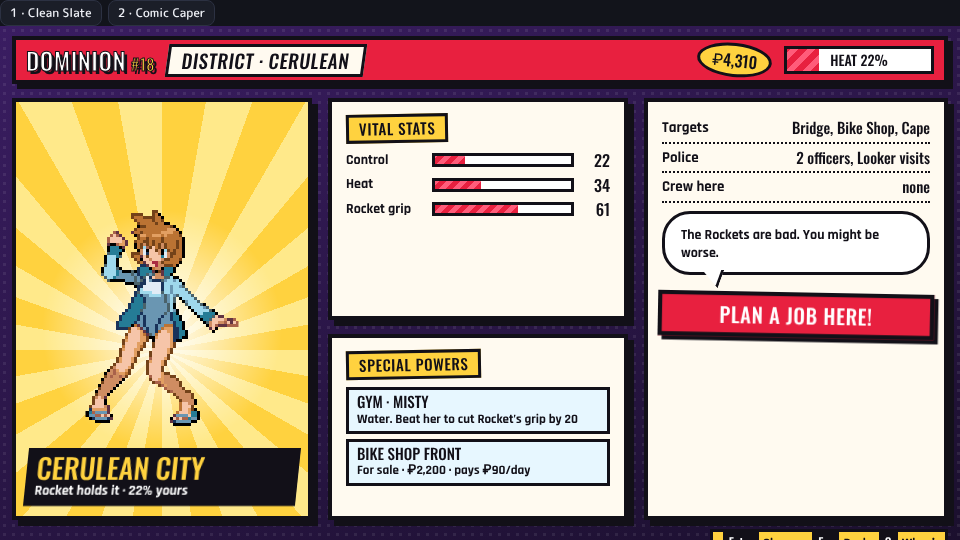 1 · Clean Slate
2 · Comic Caper
DOMINION #18
DISTRICT · CERULEAN
₽4,310
HEAT 22%
CERULEAN CITY
Rocket holds it · 22% yours
VITAL STATS
Control 22
Heat 34
Rocket grip 61
SPECIAL POWERS
GYM · MISTY
Water. Beat her to cut Rocket's grip by 20
BIKE SHOP FRONT
For sale · ₽2,200 · pays ₽90/day
Targets Bridge, Bike Shop, Cape
Police 2 officers, Looker visits
Crew here none
The Rockets are bad. You might be
worse.
PLAN A JOB HERE!